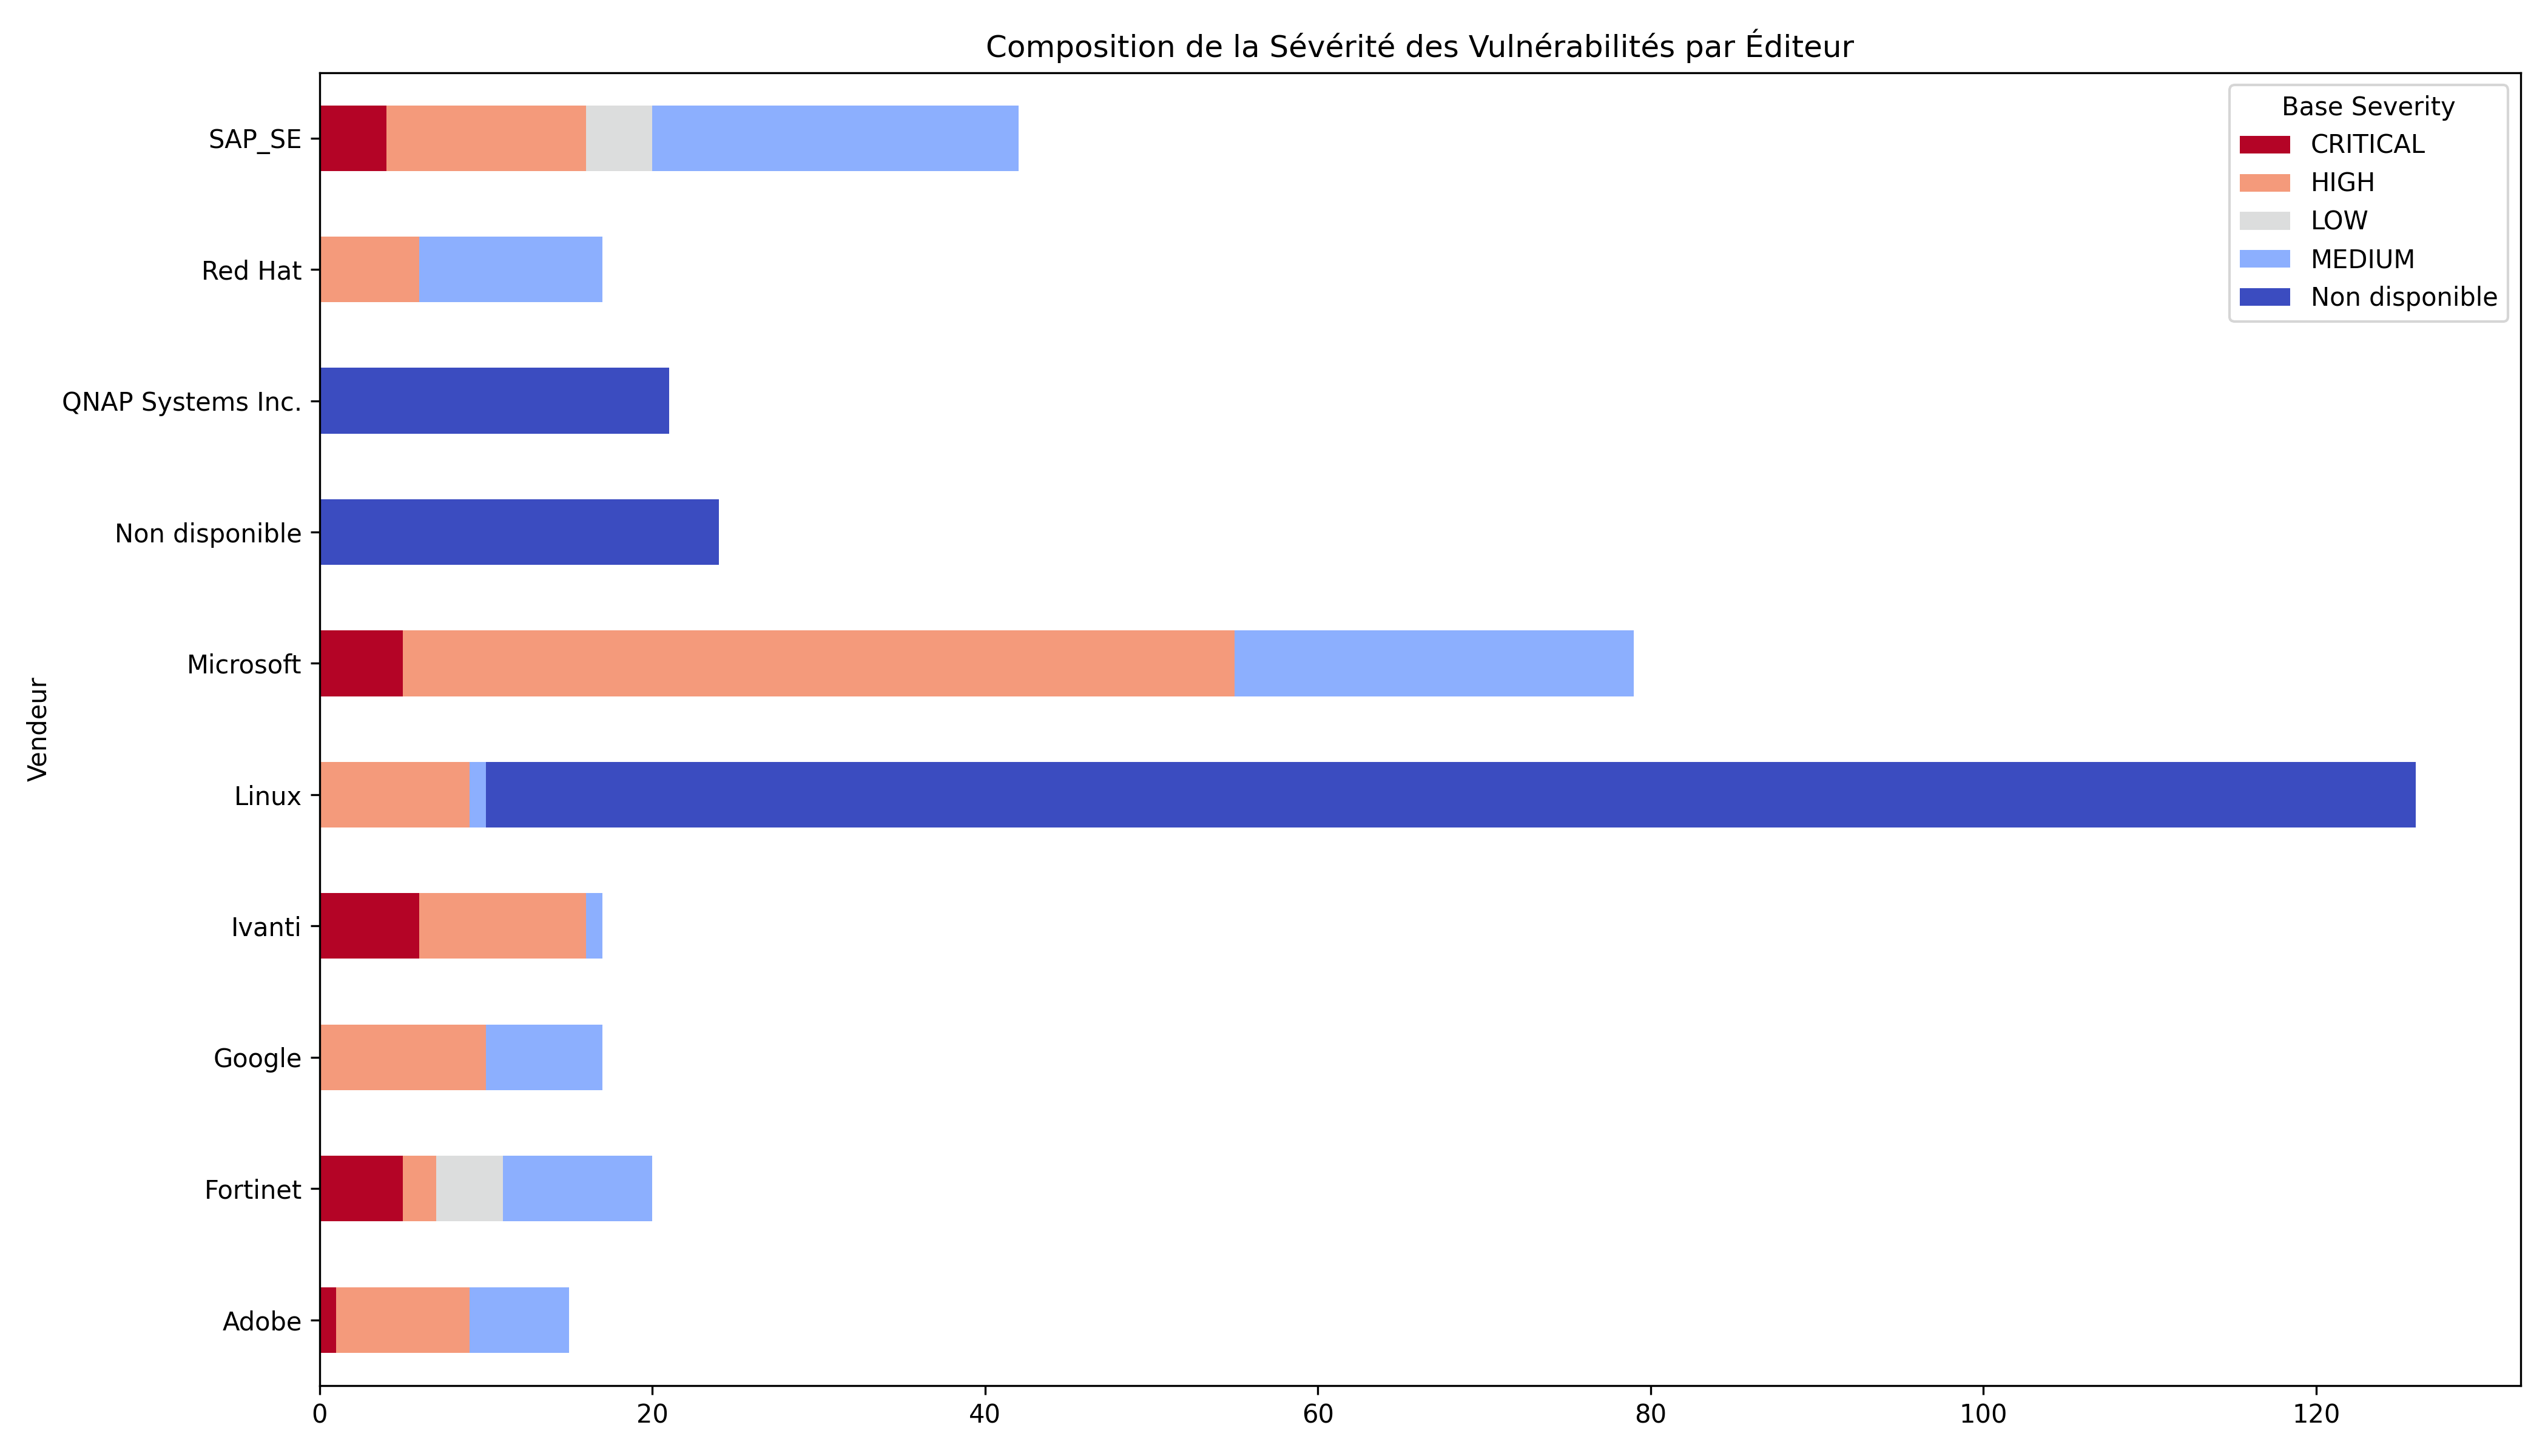 Composition de la Sévérité des Vulnérabilités par Éditeur
Base Severity
CRITICAL
HIGH
LOW
MEDIUM
Non disponible
Vendeur
SAP_SE
Red Hat
QNAP Systems Inc.
Non disponible
Microsoft
Linux
Ivanti
Google
Fortinet
Adobe
0 20 40 60 80 100 120